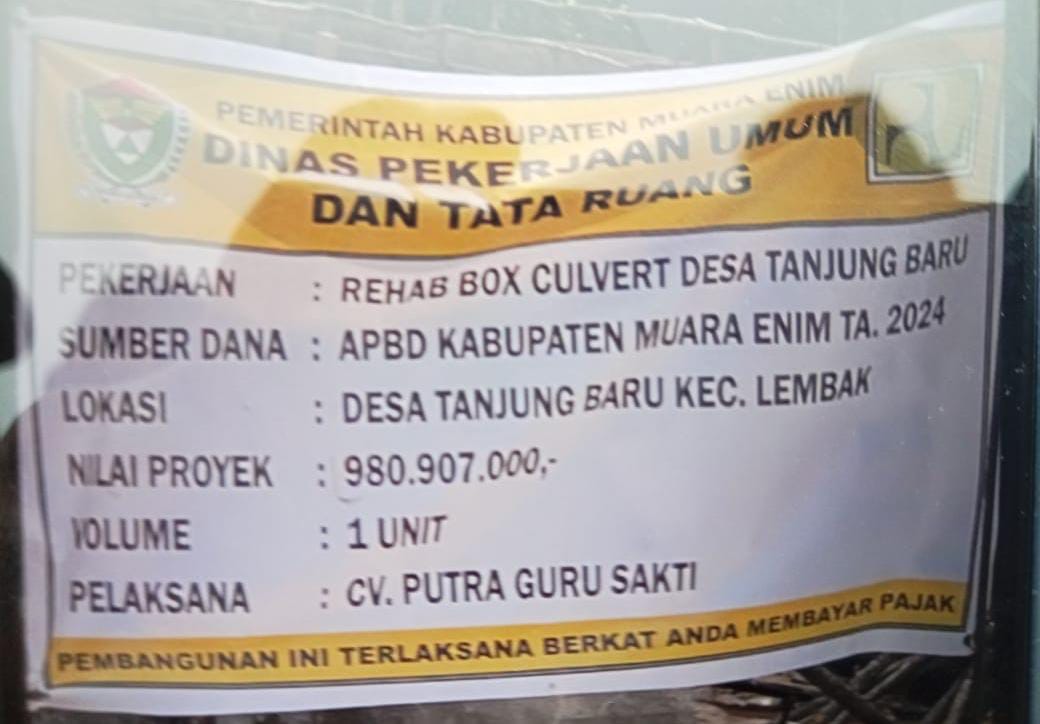 PEMERINTAH KABUPATEN MUARA ENIM
DINAS PEKERJAAN UMUM
DAN TATA RUANG
PEKERJAAN : REHAB BOX CULVERT DESA TANJUNG BARU
SUMBER DANA : APBD KABUPATEN MUARA ENIM TA. 2024
LOKASI : DESA TANJUNG BARU KEC. LEMBAK
NILAI PROYEK : 980.907.000,-
VOLUME : 1 UNIT
PELAKSANA : CV. PUTRA GURU SAKTI
PEMBANGUNAN INI TERLAKSANA BERKAT ANDA MEMBAYAR PAJAK